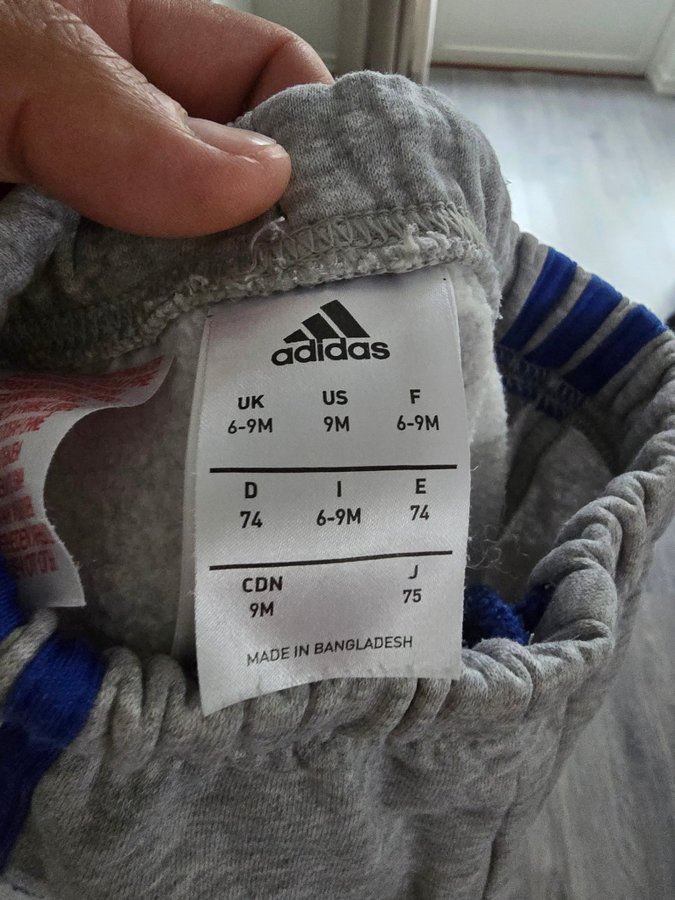 adidas
UK US F
6-9M 9M 6-9M
D I E
74 6-9M 74
CDN J
9M 75
MADE IN BANGLADESH